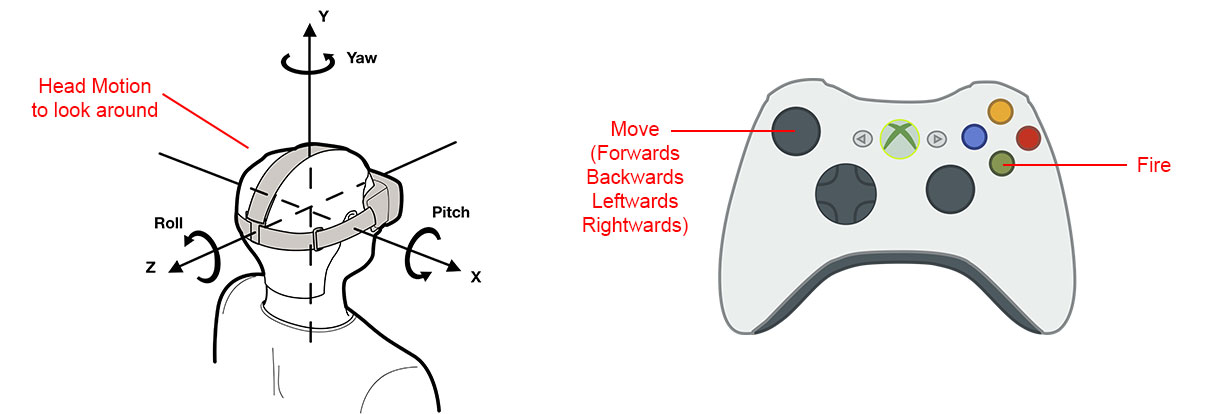 Y
Yaw
Head Motion
to look around
Roll
Z
Pitch
X
Move
(Forwards
Backwards
Leftwards
Rightwards)
Fire